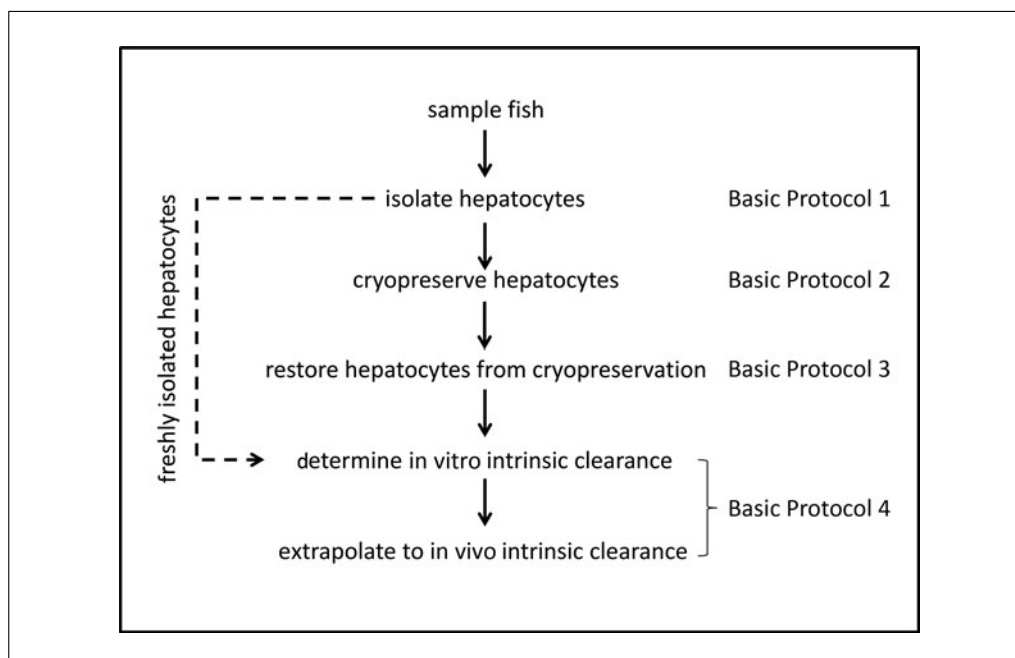 sample fish
isolate hepatocytes
Basic Protocol 1
cryopreserve hepatocytes
Basic Protocol 2
restore hepatocytes from cryopreservation
Basic Protocol 3
determine in vitro intrinsic clearance
extrapolate to in vivo intrinsic clearance
Basic Protocol 4
freshly isolated hepatocytes